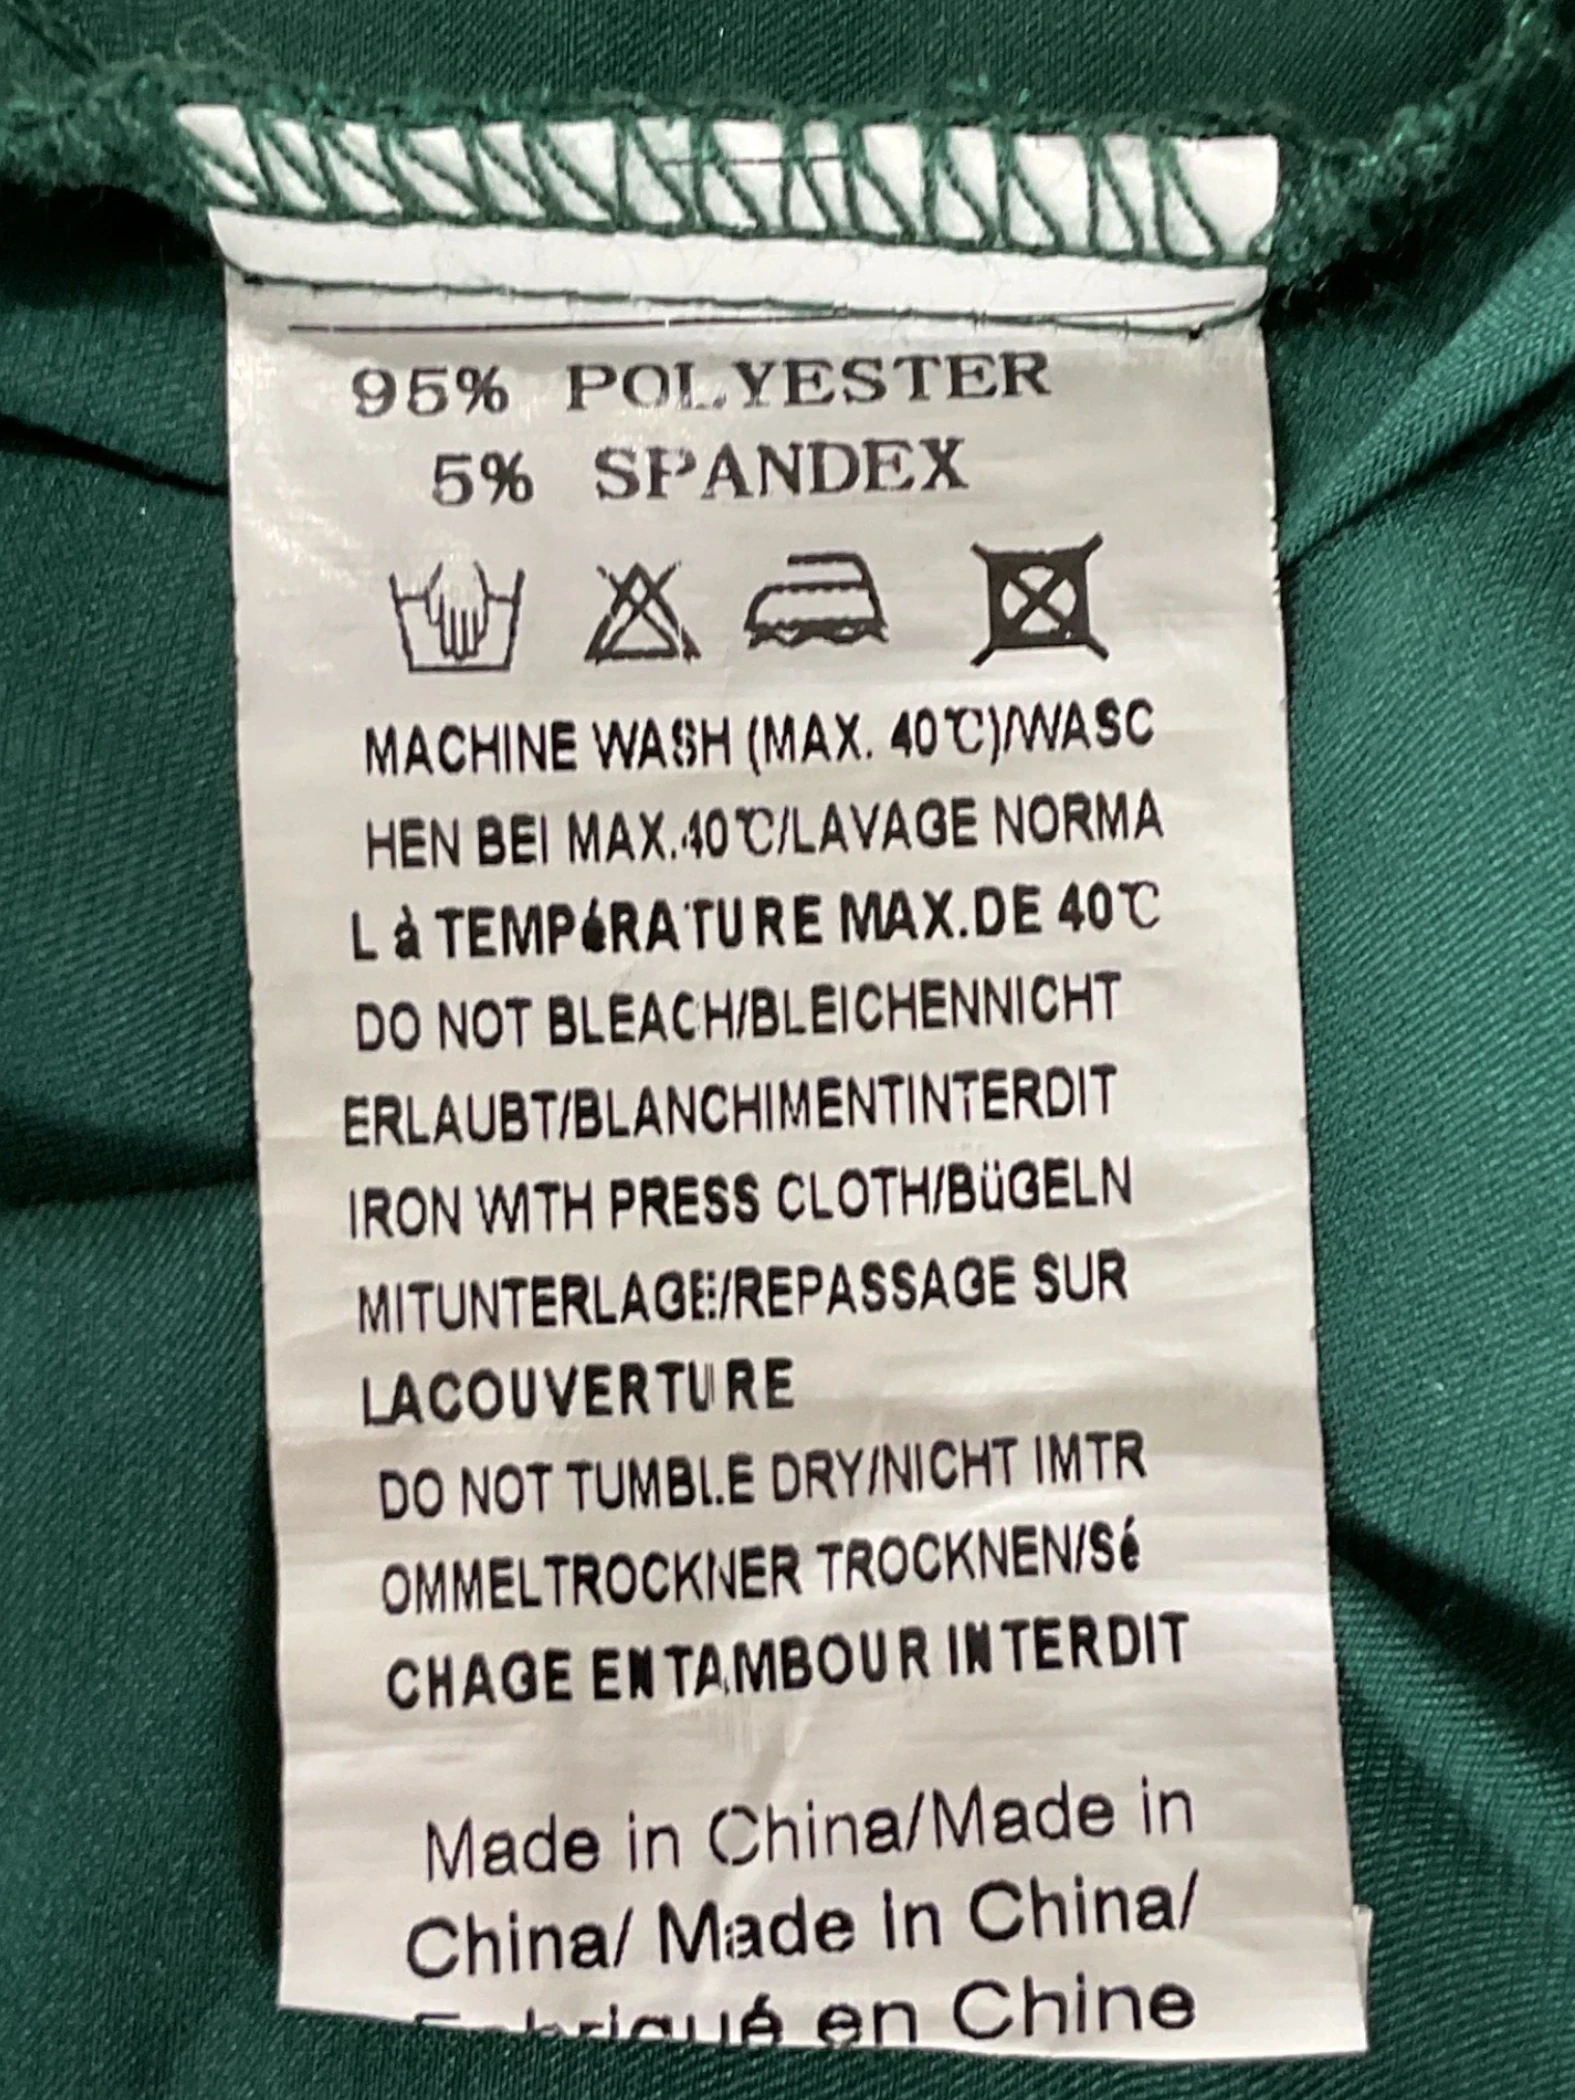 95% POLYESTER
5% SPANDEX
MACHINE WASH (MAX. 40℃)/WASC
HEN BEI MAX.40℃/LAVAGE NORMA
L à TEMPéRATURE MAX.DE 40℃
DO NOT BLEACH/BLEICHENNICHT
ERLAUBT/BLANCHIMENTINTERDIT
IRON WITH PRESS CLOTH/BüGELN
MITUNTERLAGE/REPASSAGE SUR
LACOUVERTURE
DO NOT TUMBLE DRY/NICHT IMTR
OMMELTROCKNER TROCKNEN/Sé
CHAGE ENTAMBOUR INTERDIT
Made in China/Made in
China/ Made In China/
Fabriqué en Chine